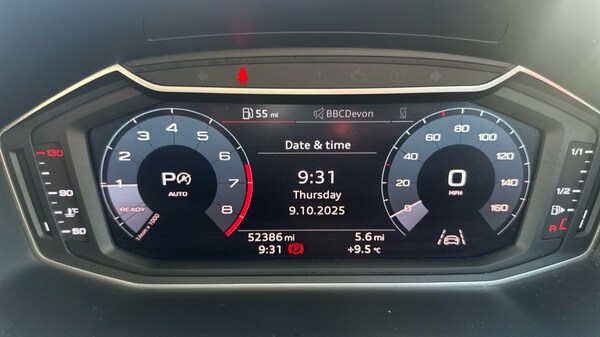 55 mi BBCDevon
Date & time
9:31
Thursday
9.10.2025
52386 mi 5.6 mi
9:31 +9.5 °C
1 2 3 4 5 6 7 8
READY
1/min x 1000
P A
AUTO
0 20 40 60 80 100 120 140 160
0
MPH
130
90
50
°C
1/1
1/2
R